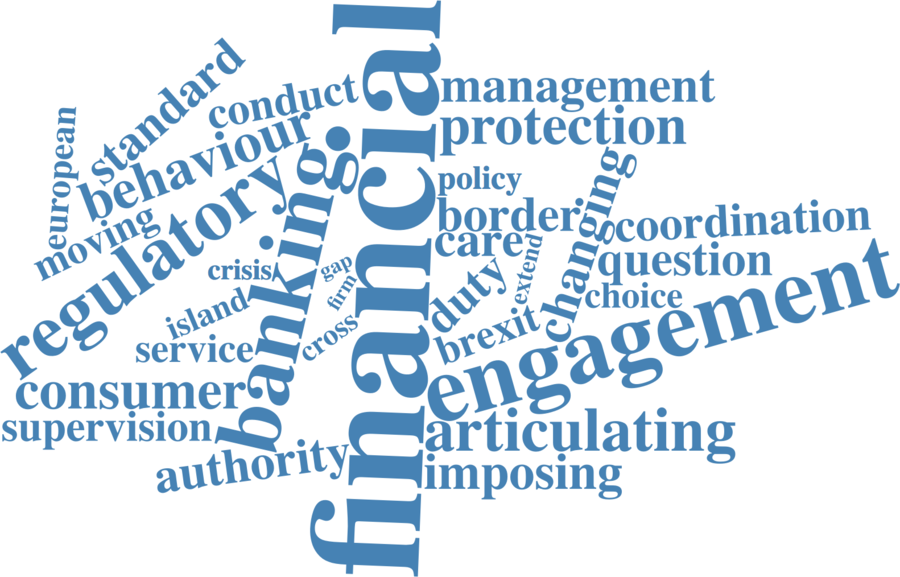 financial
management
protection
standard
conduct
behaviour
european
moving
regulatory
banking
policy
border
care
changing
coordination
question
choice
extend
duty
brexit
engagement
crisis
gap
firm
cross
island
service
consumer
supervision
authority
articulating
imposing